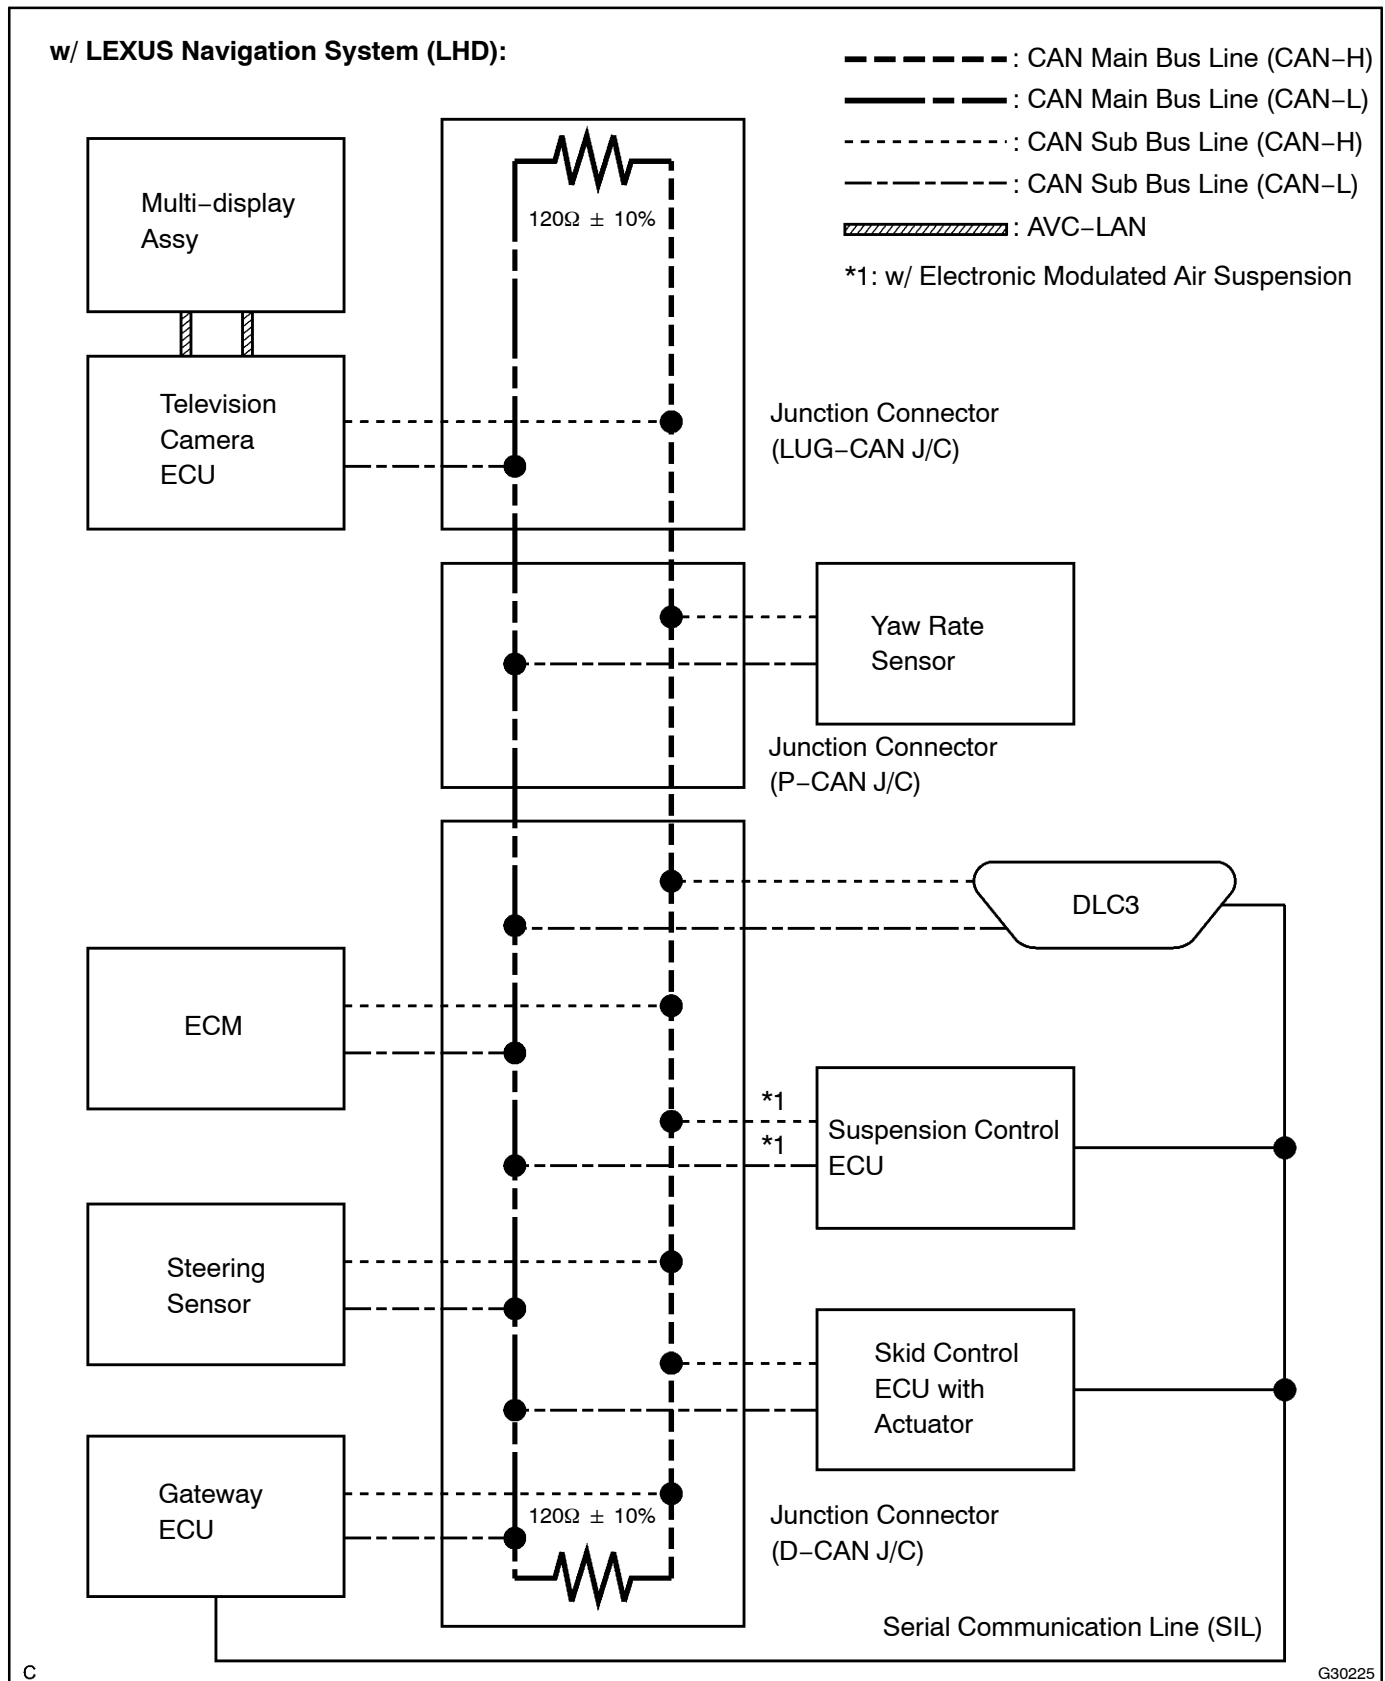 w/ LEXUS Navigation System (LHD):
: CAN Main Bus Line (CAN−H)
: CAN Main Bus Line (CAN−L)
: CAN Sub Bus Line (CAN−H)
: CAN Sub Bus Line (CAN−L)
: AVC−LAN
*1: w/ Electronic Modulated Air Suspension
Multi−display
Assy
120Ω ± 10%
Television
Camera
ECU
Junction Connector
(LUG−CAN J/C)
Yaw Rate
Sensor
Junction Connector
(P−CAN J/C)
DLC3
ECM
*1
*1
Suspension Control
ECU
Steering
Sensor
Skid Control
ECU with
Actuator
Gateway
ECU
120Ω ± 10%
Junction Connector
(D−CAN J/C)
Serial Communication Line (SIL)
C
G30225